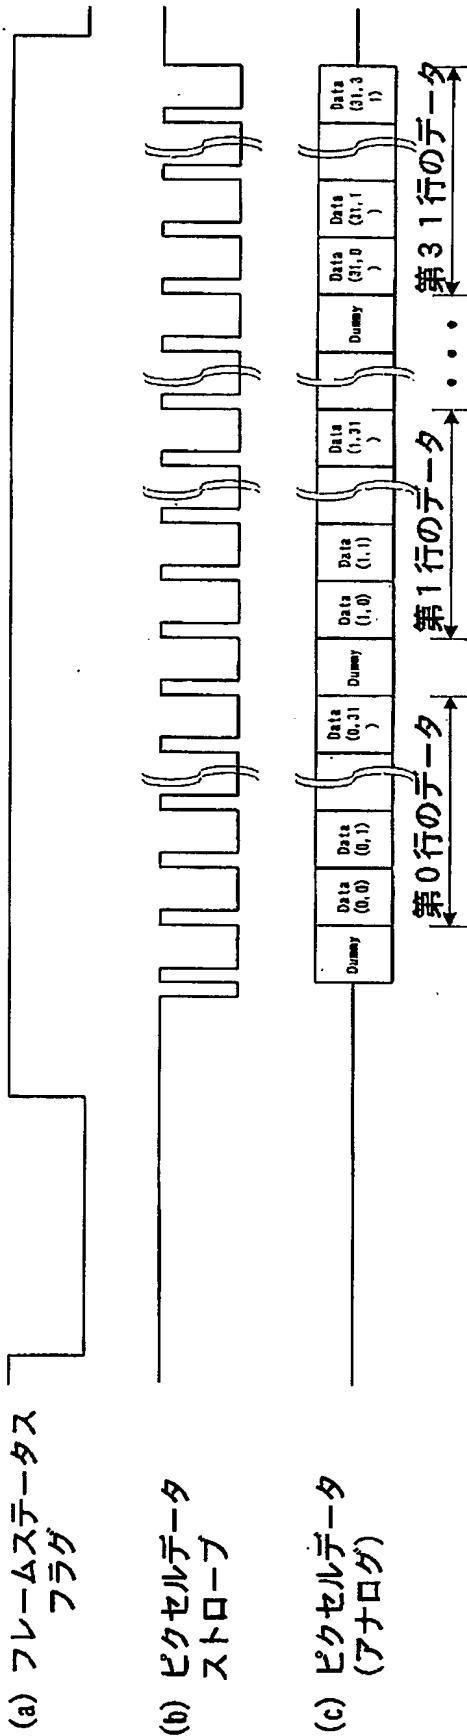 (a) フレームステータス
フラグ
(b) ピクセルデータ
ストローブ
(c) ピクセルデータ
(アナログ)
Dummy
Data
(0,0)
Data
(0,1)
Data
(0,31
)
Dummy
Data
(1,0)
Data
(1,1)
Data
(1,31
)
Dummy
Data
(31,0
)
Data
(31,1
)
Data
(31,3
1)
第0行のデータ
第1行のデータ
・・・
第31行のデータ